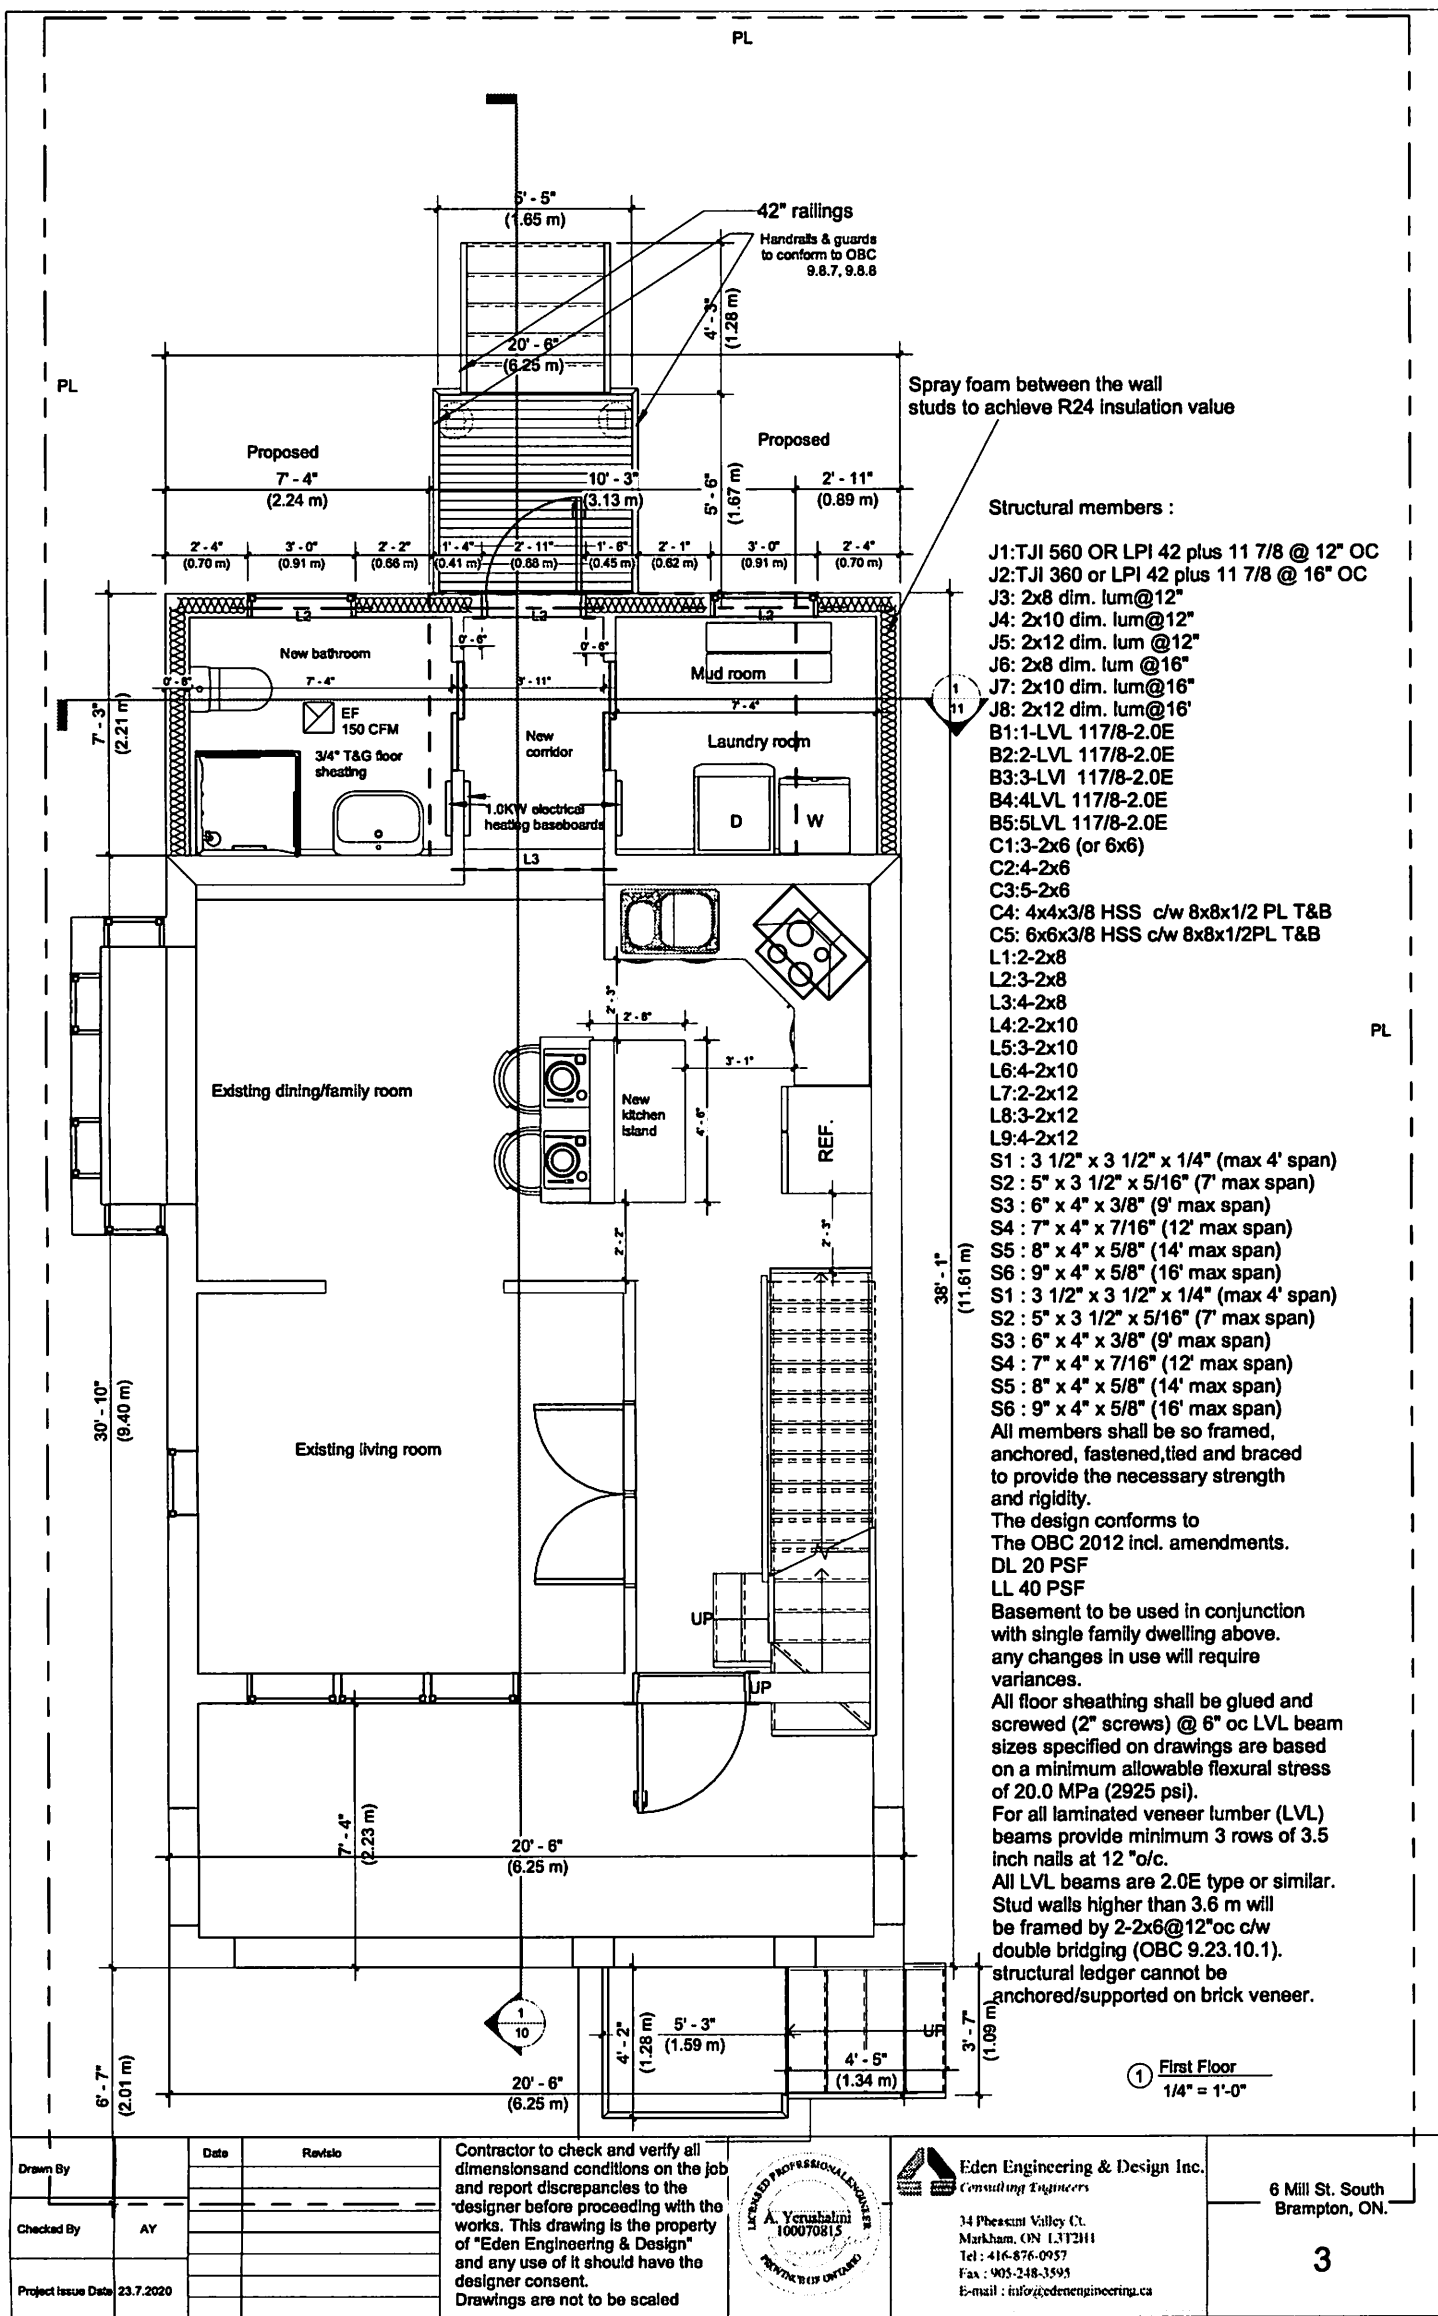 PL
5' - 5"
(1.65 m)
42" railings
Handrails & guards
to conform to OBC
9.8.7, 9.8.8
4' - 3"
(1.28 m)
20' - 6"
(6.25 m)
PL
Spray foam between the wall
studs to achieve R24 insulation value
Proposed
Proposed
7' - 4"
(2.24 m)
10' - 3"
(3.13 m)
5' - 6"
(1.67 m)
2' - 11"
(0.89 m)
2' - 4"
(0.70 m)
3' - 0"
(0.91 m)
2' - 2"
(0.66 m)
1' - 4"
(0.41 m)
2' - 11"
(0.88 m)
1' - 6"
(0.45 m)
2' - 1"
(0.62 m)
3' - 0"
(0.91 m)
2' - 4"
(0.70 m)
L2
L2
L2
New bathroom
0' - 6"
0' - 6"
Mud room
0' - 6"
7' - 4"
3' - 11"
7' - 4"
7' - 3"
(2.21 m)
EF
150 CFM
3/4" T&G floor
sheating
New
corridor
Laundry room
1.0KW electrical
heating baseboards
D
W
L3
1
11
Structural members :
J1:TJI 560 OR LPI 42 plus 11 7/8 @ 12" OC
J2:TJI 360 or LPI 42 plus 11 7/8 @ 16" OC
J3: 2x8 dim. lum@12"
J4: 2x10 dim. lum@12"
J5: 2x12 dim. lum @12"
J6: 2x8 dim. lum @16"
J7: 2x10 dim. lum@16"
J8: 2x12 dim. lum@16'
B1:1-LVL 117/8-2.0E
B2:2-LVL 117/8-2.0E
B3:3-LVl 117/8-2.0E
B4:4LVL 117/8-2.0E
B5:5LVL 117/8-2.0E
C1:3-2x6 (or 6x6)
C2:4-2x6
C3:5-2x6
C4: 4x4x3/8 HSS c/w 8x8x1/2 PL T&B
C5: 6x6x3/8 HSS c/w 8x8x1/2PL T&B
L1:2-2x8
L2:3-2x8
L3:4-2x8
L4:2-2x10
L5:3-2x10
L6:4-2x10
L7:2-2x12
L8:3-2x12
L9:4-2x12
S1 : 3 1/2" x 3 1/2" x 1/4" (max 4' span)
S2 : 5" x 3 1/2" x 5/16" (7' max span)
S3 : 6" x 4" x 3/8" (9' max span)
S4 : 7" x 4" x 7/16" (12' max span)
S5 : 8" x 4" x 5/8" (14' max span)
S6 : 9" x 4" x 5/8" (16' max span)
S1 : 3 1/2" x 3 1/2" x 1/4" (max 4' span)
S2 : 5" x 3 1/2" x 5/16" (7' max span)
S3 : 6" x 4" x 3/8" (9' max span)
S4 : 7" x 4" x 7/16" (12' max span)
S5 : 8" x 4" x 5/8" (14' max span)
S6 : 9" x 4" x 5/8" (16' max span)
All members shall be so framed,
anchored, fastened,tied and braced
to provide the necessary strength
and rigidity.
The design conforms to
The OBC 2012 incl. amendments.
DL 20 PSF
LL 40 PSF
Basement to be used in conjunction
with single family dwelling above.
any changes in use will require
variances.
All floor sheathing shall be glued and
screwed (2" screws) @ 6" oc LVL beam
sizes specified on drawings are based
on a minimum allowable flexural stress
of 20.0 MPa (2925 psi).
For all laminated veneer lumber (LVL)
beams provide minimum 3 rows of 3.5
inch nails at 12 "o/c.
All LVL beams are 2.0E type or similar.
Stud walls higher than 3.6 m will
be framed by 2-2x6@12"oc c/w
double bridging (OBC 9.23.10.1).
structural ledger cannot be
anchored/supported on brick veneer.
PL
2' - 3"
2' - 8"
3' - 1"
Existing dining/family room
New
kitchen
island
4' - 6"
REF.
2' - 2"
2' - 3"
38' - 1"
(11.61 m)
30' - 10"
(9.40 m)
Existing living room
UP
UP
7' - 4"
(2.23 m)
20' - 6"
(6.25 m)
1
10
4' - 2"
(1.28 m)
5' - 3"
(1.59 m)
UP
4' - 5"
(1.34 m)
3' - 7"
(1.09 m)
6' - 7"
(2.01 m)
20' - 6"
(6.25 m)
1
First Floor
1/4" = 1'-0"
Drawn By
Checked By AY
Project Issue Date 23.7.2020
Date Revisio
Contractor to check and verify all
dimensionsand conditions on the job
and report discrepancies to the
designer before proceeding with the
works. This drawing is the property
of "Eden Engineering & Design"
and any use of it should have the
designer consent.
Drawings are not to be scaled
LICENSED PROFESSIONAL ENGINEER
A. Yerushalmi
100070815
PROVINCE OF ONTARIO
Eden Engineering & Design Inc.
Consulting Engineers
34 Pheasant Valley Ct.
Markham, ON L3T2H1
Tel : 416-876-0957
Fax : 905-248-3595
E-mail : info@edenengineering.ca
6 Mill St. South
Brampton, ON.
3